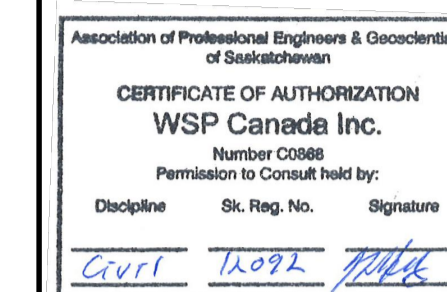 Association of Professional Engineers & Geoscientis
of Saskatchewan
CERTIFICATE OF AUTHORIZATION
WSP Canada Inc.
Number C0868
Permission to Consult held by:
Discipline Sk. Reg. No. Signature
Civil 12092